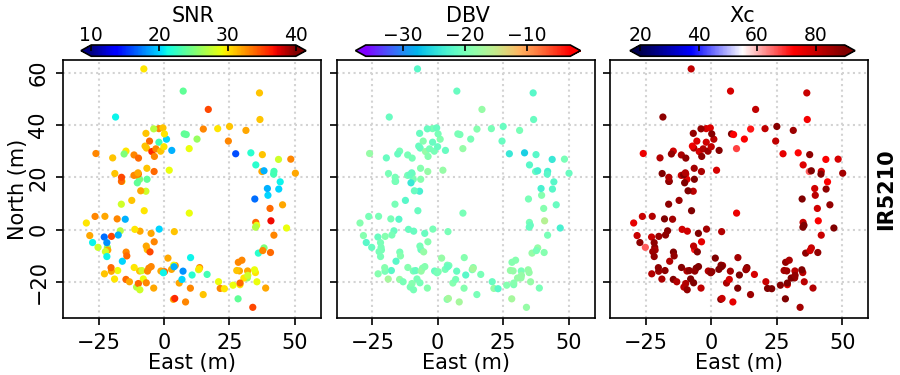 SNR DBV Xc
10 20 30 40 −30 −20 −10 20 40 60 80
60
40
20
0
−20
North (m)
IR5210
−25 0 25 50 −25 0 25 50 −25 0 25 50
East (m) East (m) East (m)